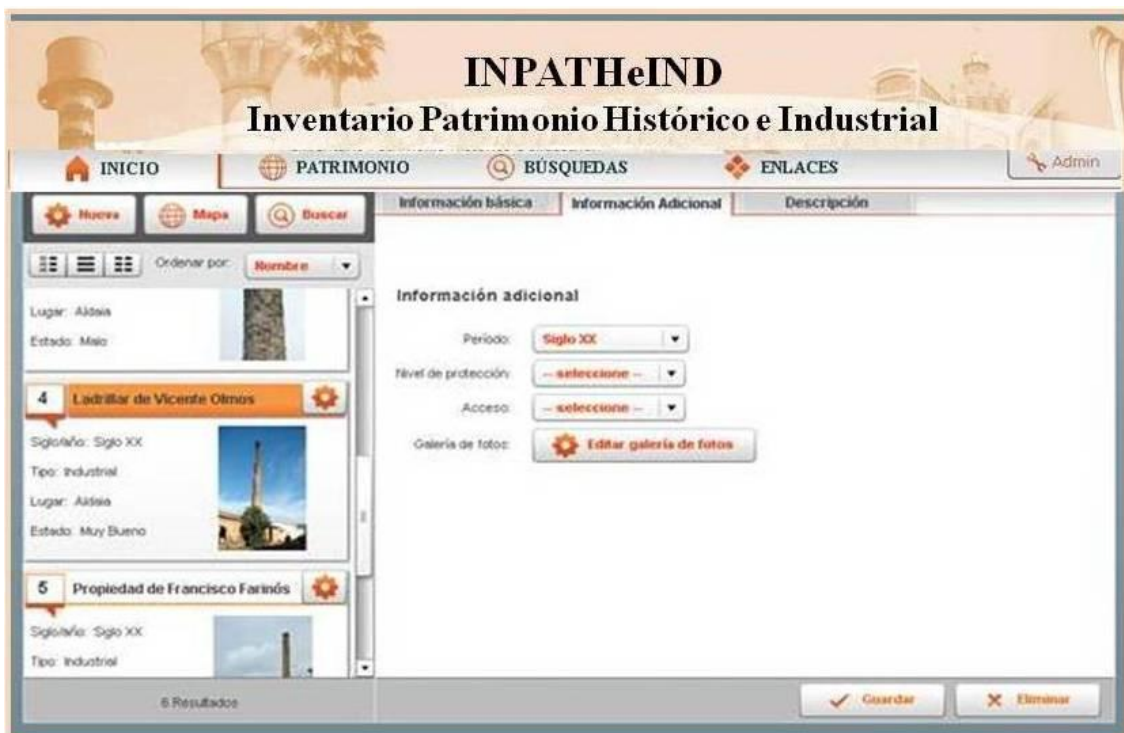 INPATHeIND
Inventario Patrimonio Histórico e Industrial
INICIO PATRIMONIO BÚSQUEDAS ENLACES Admin
Nueva Mapa Buscar
Información básica Información Adicional Descripción
Ordenar por: Nombre
Lugar: Aldaia
Estado: Malo
4 Ladrillar de Vicente Olmos
Siglo/año: Siglo XX
Tipo: Industrial
Lugar: Aldaia
Estado: Muy Bueno
5 Propiedad de Francisco Farinós
Siglo/año: Siglo XX
Tipo: Industrial
6 Resultados
Información adicional
Período: Siglo XX
Nivel de protección: -- seleccione --
Acceso: -- seleccione --
Galería de fotos: Editar galería de fotos
Guardar Eliminar